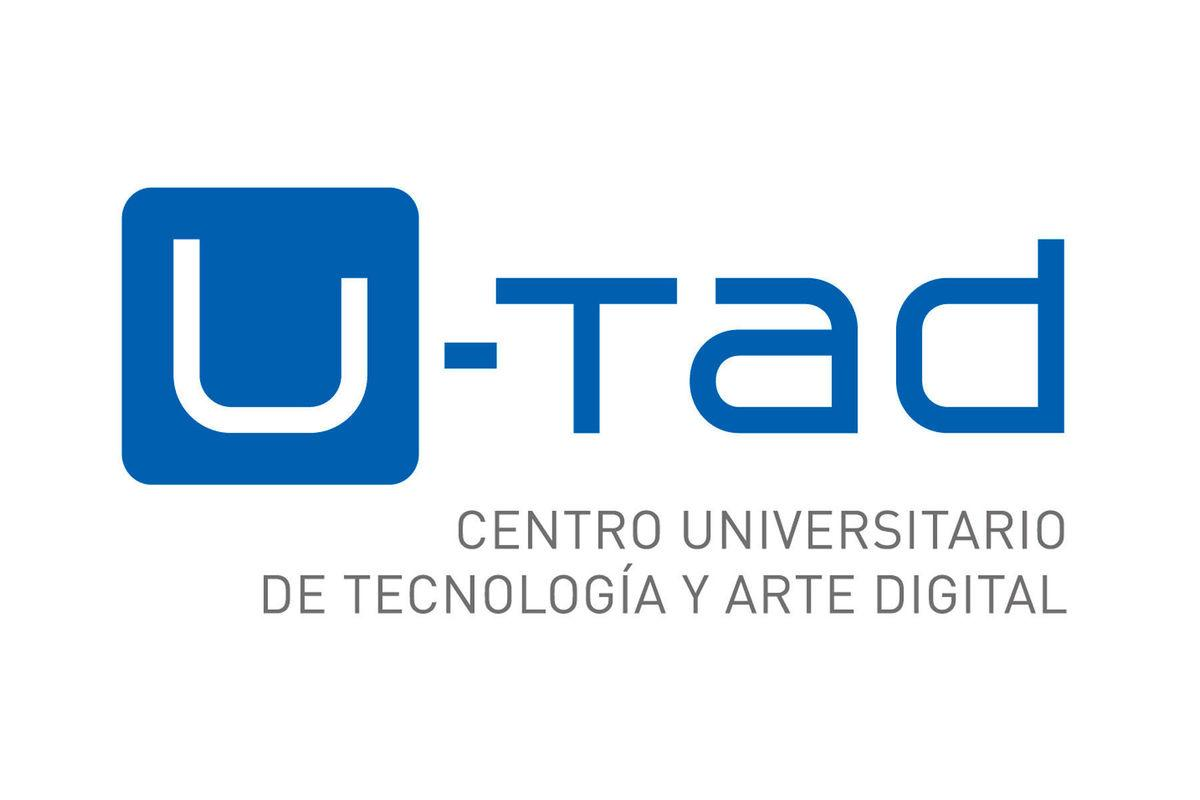 U-tad
CENTRO UNIVERSITARIO
DE TECNOLOGÍA Y ARTE DIGITAL